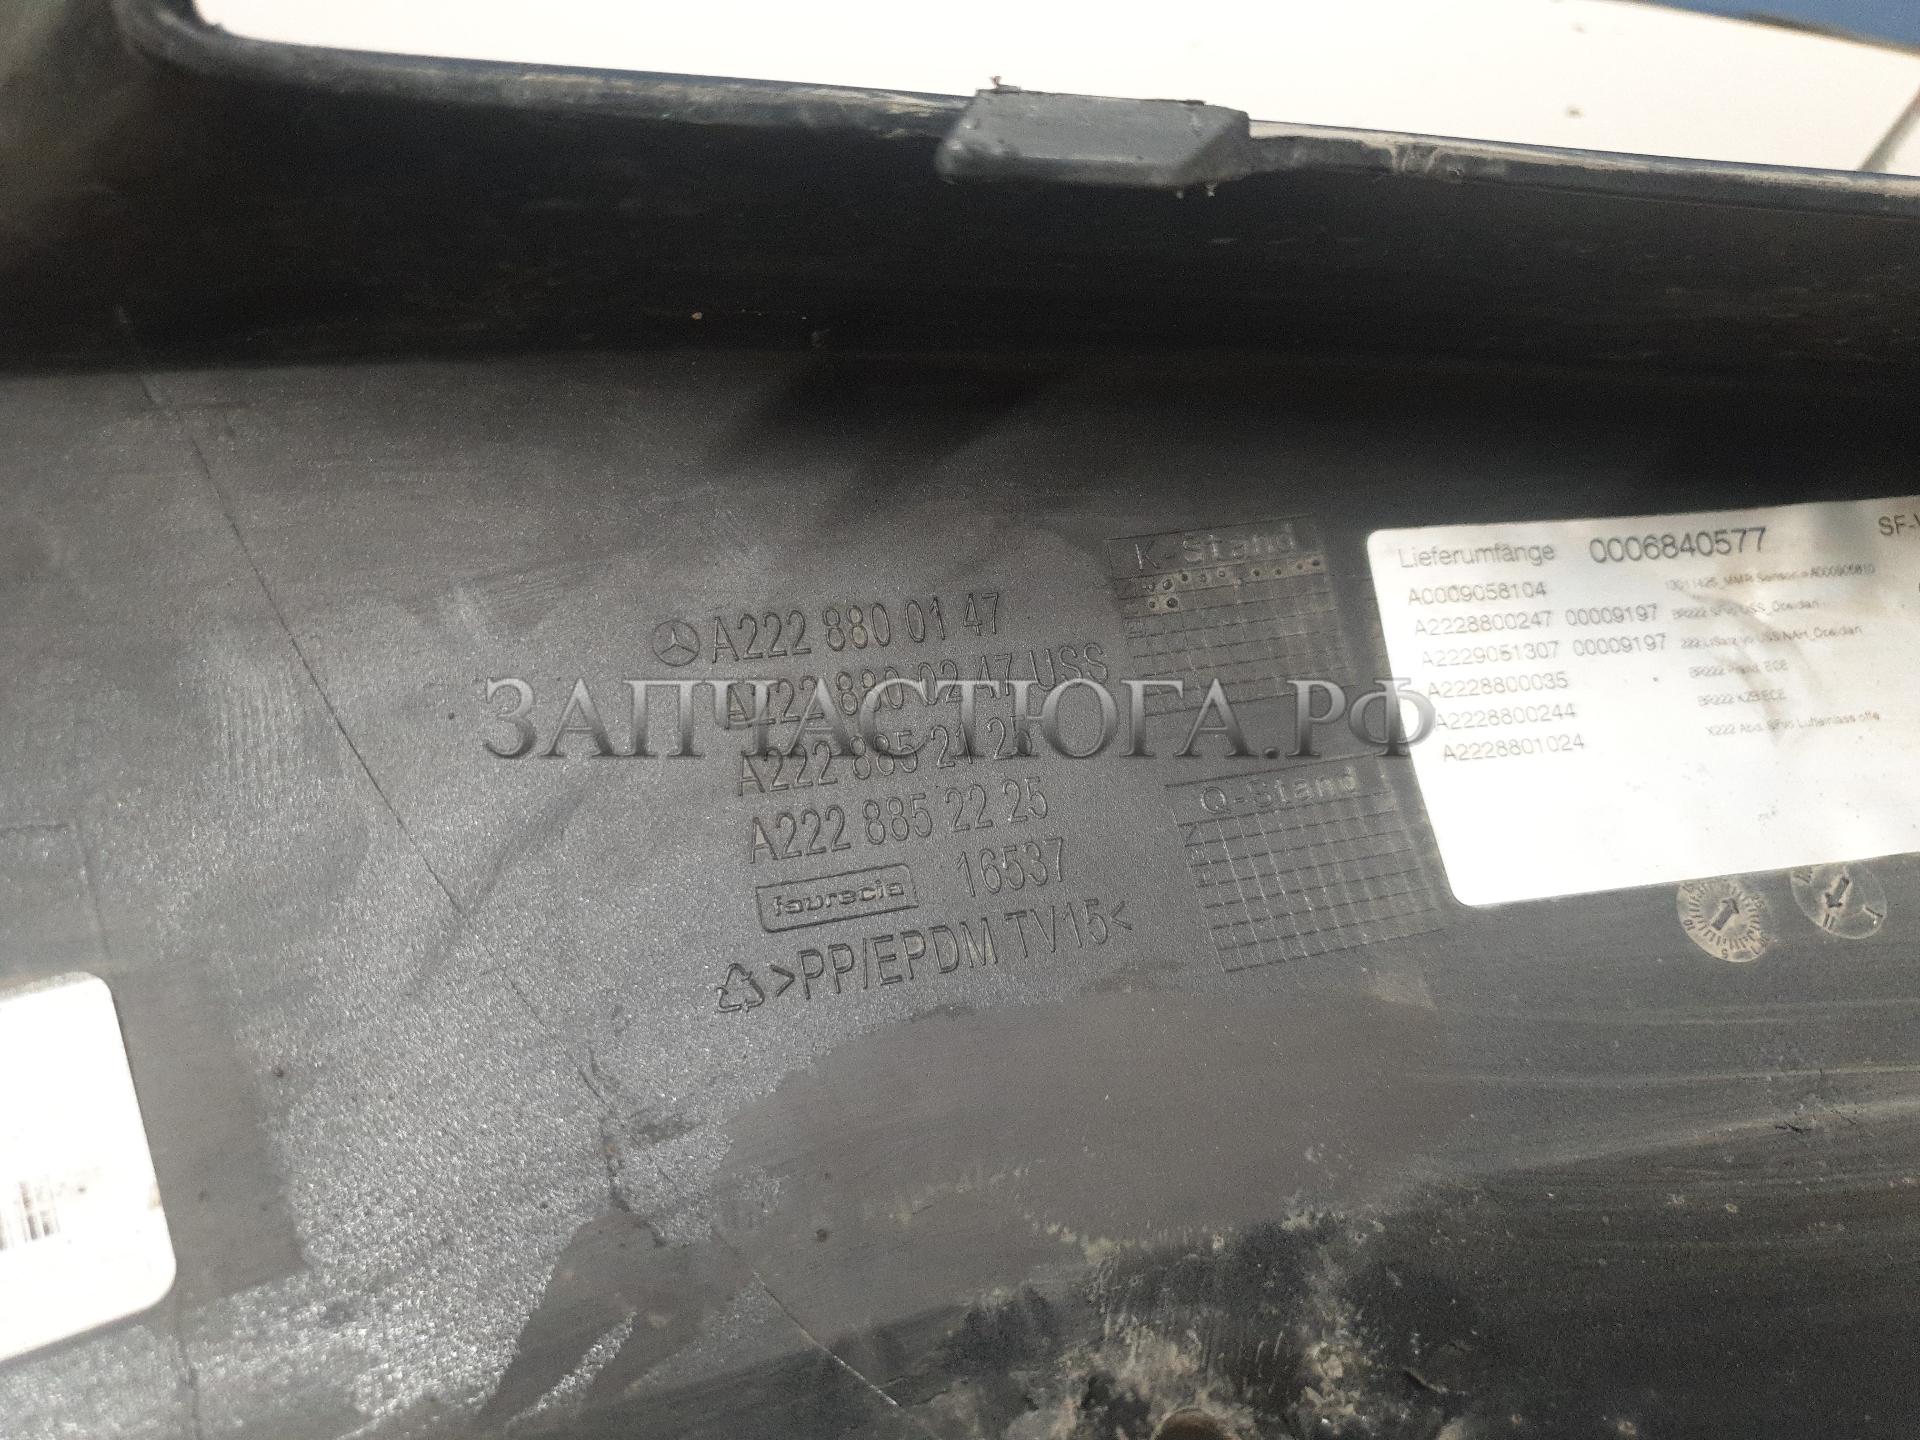 K-Stand
A222 880 01 47
A222 880 02 47 USS
A222 885 21 25
A222 885 22 25
faurecia 16537
>PP/EPDM TV15<
Q-Stand
ЗАПЧАСТЮГА.РФ
Lieferumfänge 0006840577
A0009058104
A2228800247 00009197
A2229051307 00009197
A2228800035
A2228800244
A2228801024